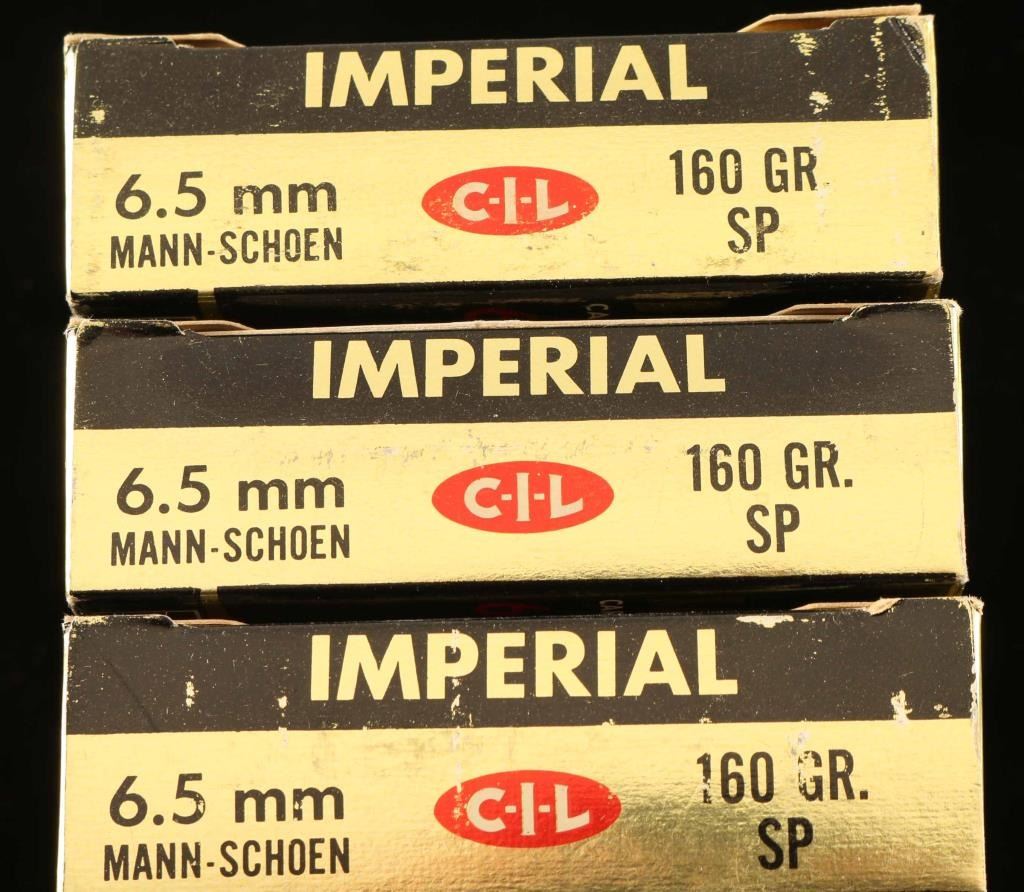 IMPERIAL
6.5 mm
MANN-SCHOEN
C-I-L
160 GR
SP
IMPERIAL
6.5 mm
MANN-SCHOEN
C-I-L
160 GR.
SP
IMPERIAL
6.5 mm
MANN-SCHOEN
C-I-L
160 GR.
SP